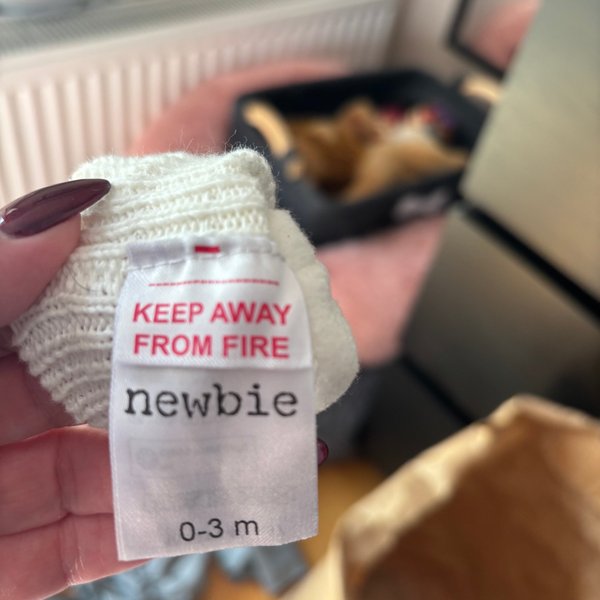 KEEP AWAY
FROM FIRE
newbie
0-3 m